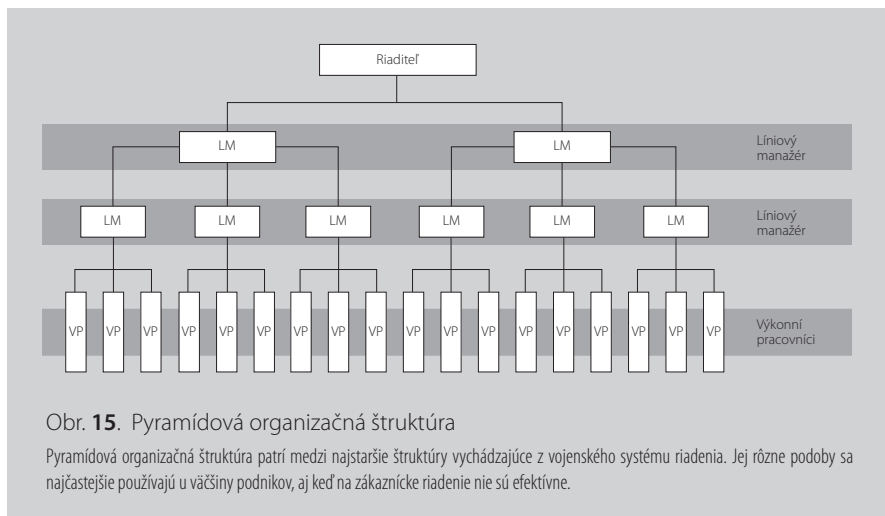 Riaditeľ
LM LM
Líniový
manažér
LM LM LM LM LM LM
Líniový
manažér
VP VP VP VP VP VP VP VP VP VP VP VP VP VP VP VP VP VP
Výkonní
pracovníci
Obr. 15. Pyramídová organizačná štruktúra
Pyramídová organizačná štruktúra patrí medzi najstaršie štruktúry vychádzajúce z vojenského systému riadenia. Jej rôzne podoby sa
najčastejšie používajú u väčšiny podnikov, aj keď na zákaznícke riadenie nie sú efektívne.